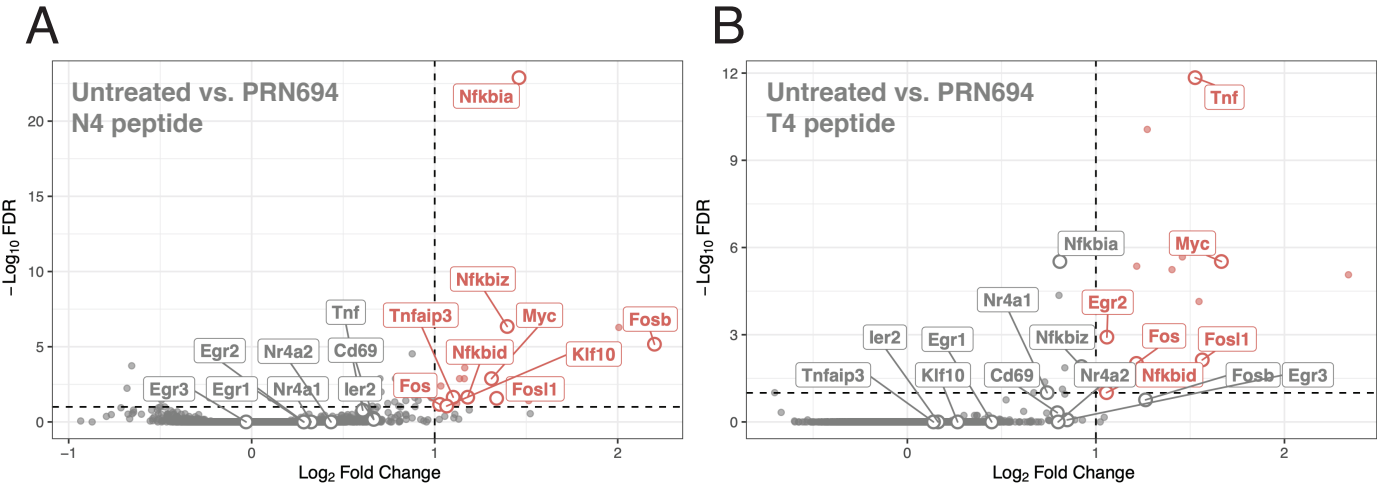 A
Untreated vs. PRN694
N4 peptide
Nfkbia
Nfkbiz
Tnf
Tnfaip3
Myc
Fosb
Egr2
Nr4a2
Cd69
Nfkbid
Klf10
Egr3
Egr1
Nr4a1
Ier2
Fos
Fosl1
20
15
10
5
0
−Log10 FDR
−1
0
1
2
Log2 Fold Change
B
Untreated vs. PRN694
T4 peptide
Tnf
Nfkbia
Myc
Nr4a1
Egr2
Ier2
Egr1
Nfkbiz
Fos
Fosl1
Tnfaip3
Klf10
Cd69
Nr4a2
Nfkbid
Fosb
Egr3
12
9
6
3
0
−Log10 FDR
0
1
2
Log2 Fold Change